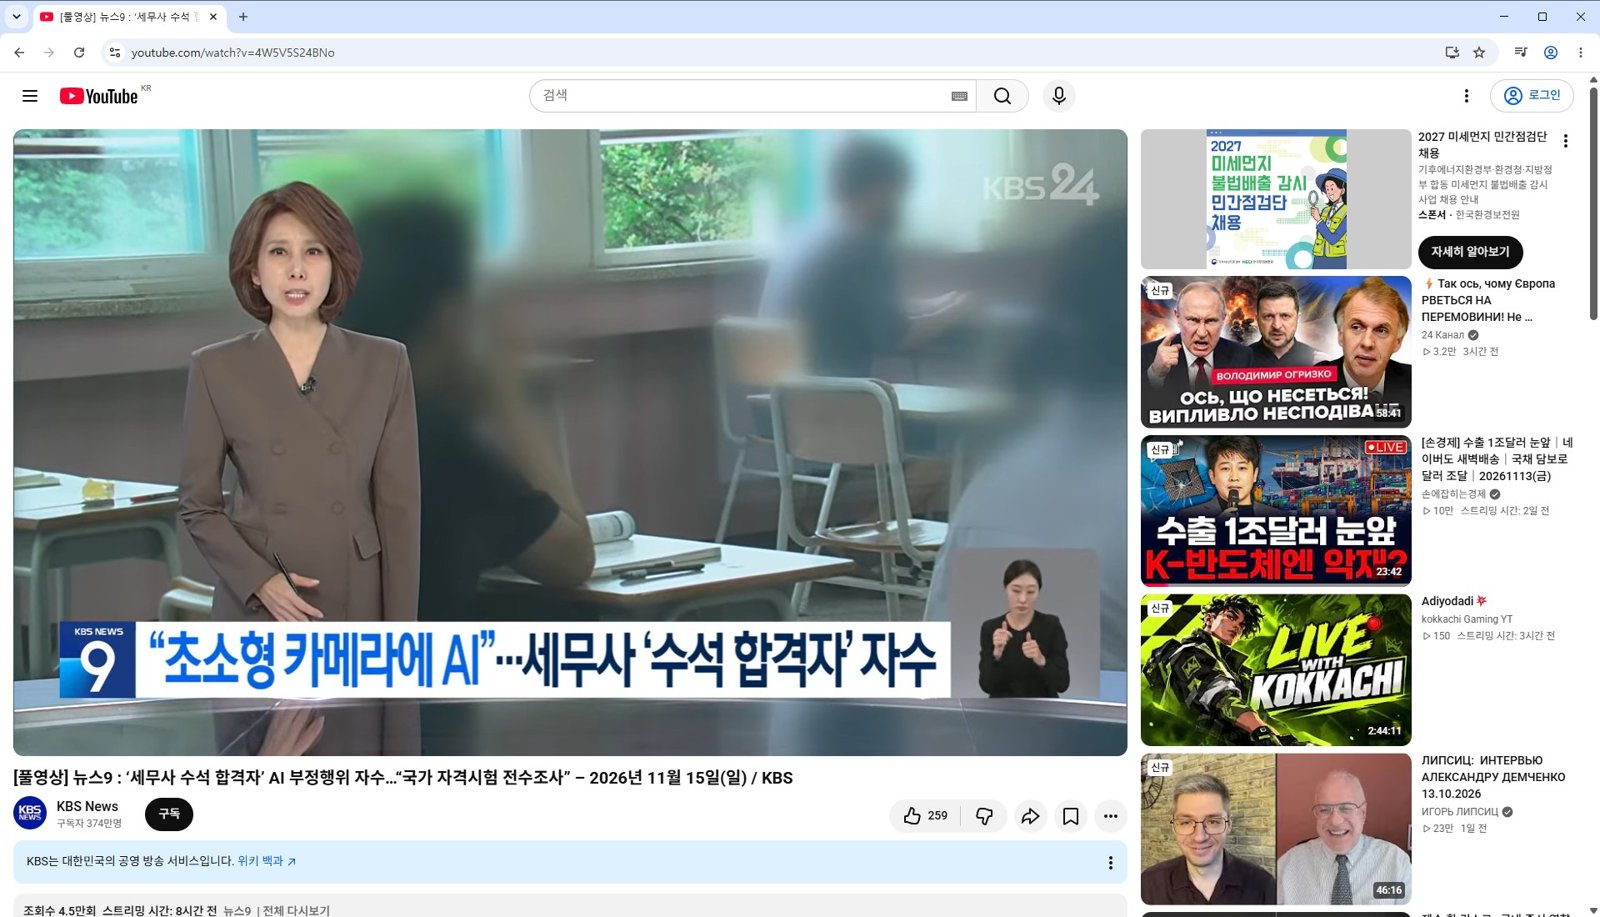 [풀영상] 뉴스9 : ‘세무사 수석 합
youtube.com/watch?v=4W5V5S24BNo
YouTube KR
검색
로그인
KBS 24
KBS NEWS
9
“초소형 카메라에 AI”…세무사 ‘수석 합격자’ 자수
[풀영상] 뉴스9 : ‘세무사 수석 합격자’ AI 부정행위 자수…“국가 자격시험 전수조사” – 2026년 11월 15일(일) / KBS
KBS NEWS
KBS News
구독자 374만명
구독
259
KBS는 대한민국의 공영 방송 서비스입니다. 위키 백과
조회수 4.5만회 스트리밍 시간: 8시간 전 뉴스9 | 전체 다시보기
2027
미세먼지
불법배출 감시
민간점검단
채용
2027 미세먼지 민간점검단
채용
기후에너지환경부·환경청·지방정
부 합동 미세먼지 불법배출 감시
사업 채용 안내
스폰서 · 한국환경보전원
자세히 알아보기
신규
ВОЛОДИМИР ОГРИЗКО
ОСЬ, ЩО НЕСЕТЬСЯ!
ВИПЛИВЛО НЕСПОДІВАНЕ
58:41
⚡ Так ось, чому Європа
РВЕТЬСЯ НА
ПЕРЕМОВИНИ! Не ...
24 Канал
3.2만 3시간 전
신규
LIVE
수출 1조달러 눈앞
K-반도체엔 악재?
23:42
[손경제] 수출 1조달러 눈앞｜네
이버도 새벽배송｜국채 담보로
달러 조달｜20261113(금)
손에잡히는경제
10만 스트리밍 시간: 2일 전
신규
LIVE
WITH
KOKKACHI
2:44:11
Adiyodadi
kokkachi Gaming YT
150 스트리밍 시간: 3시간 전
신규
46:16
ЛИПСИЦ: ИНТЕРВЬЮ
АЛЕКСАНДРУ ДЕМЧЕНКО
13.10.2026
ИГОРЬ ЛИПСИЦ
23만 1일 전